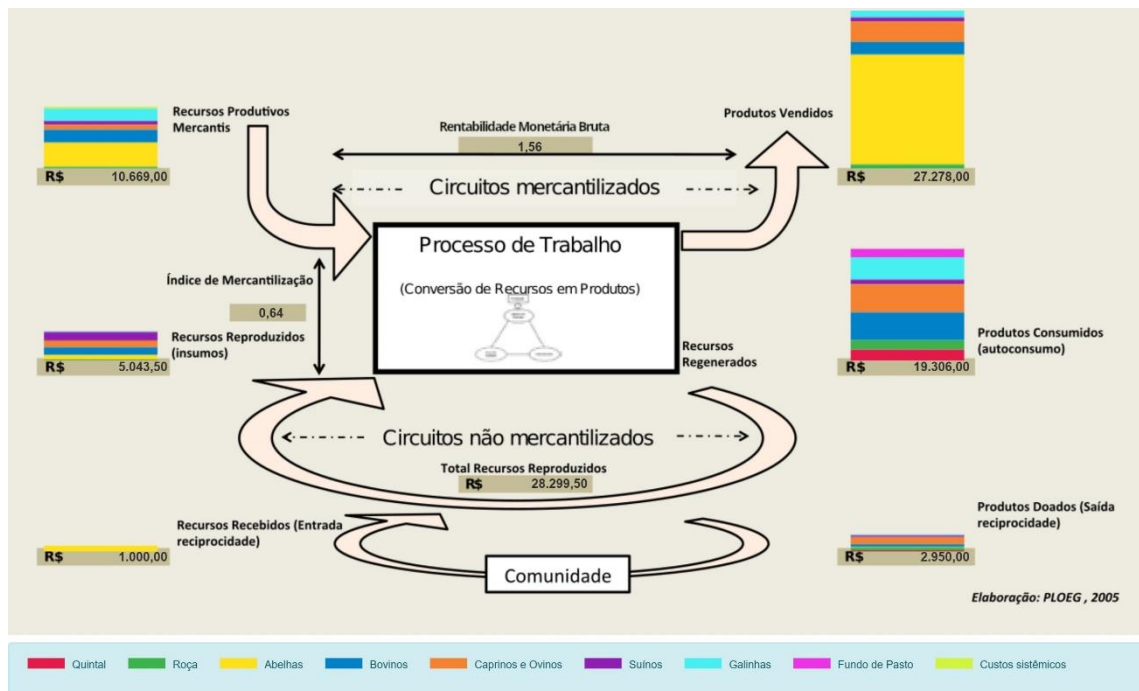 Recursos Produtivos
Mercantis
R$ 10.669,00
Rentabilidade Monetária Bruta
1,56
Circuitos mercantilizados
Produtos Vendidos
R$ 27.278,00
Processo de Trabalho
(Conversão de Recursos em Produtos)
Índice de Mercantilização
0,64
Recursos Reproduzidos
(insumos)
R$ 5.043,50
Recursos
Regenerados
Produtos Consumidos
(autoconsumo)
R$ 19.306,00
Circuitos não mercantilizados
Total Recursos Reproduzidos
R$ 28.299,50
Recursos Recebidos (Entrada
reciprocidade)
R$ 1.000,00
Comunidade
Produtos Doados (Saída
reciprocidade)
R$ 2.950,00
Elaboração: PLOEG , 2005
Quintal Roça Abelhas Bovinos Caprinos e Ovinos Suínos Galinhas Fundo de Pasto Custos sistêmicos